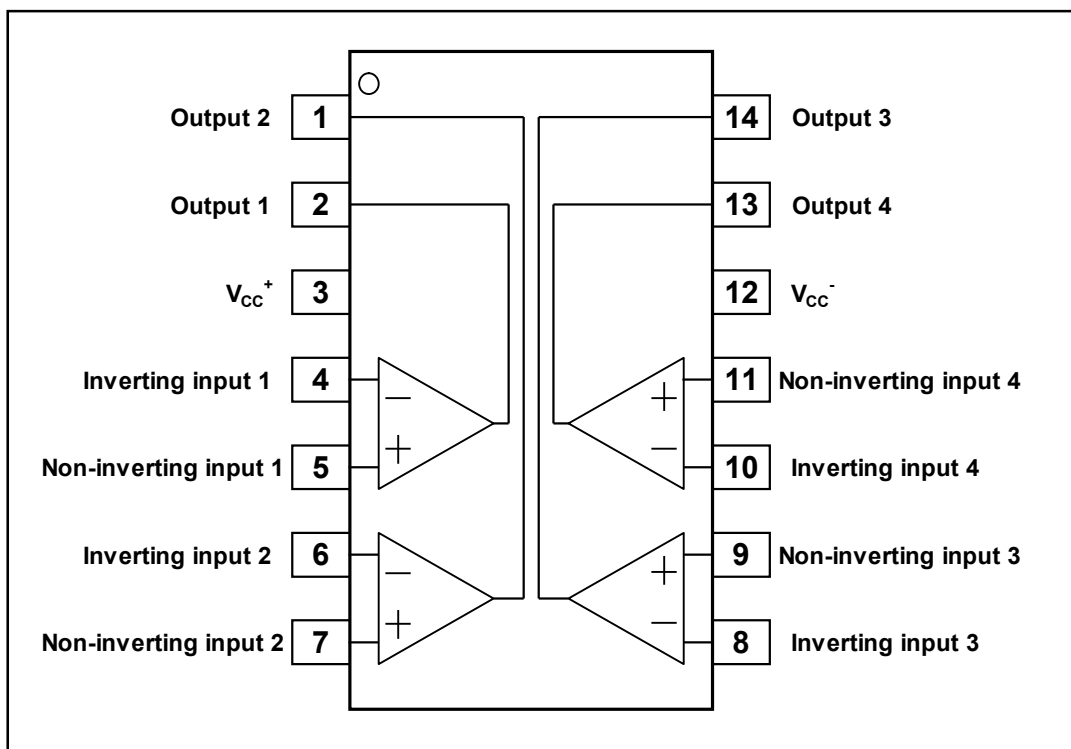 Output 2 1 14 Output 3
Output 1 2 13 Output 4
VCC+ 3 12 VCC-
Inverting input 1 4 − 11 Non-inverting input 4
+
Non-inverting input 1 5 + 10 Inverting input 4
−
Inverting input 2 6 − 9 Non-inverting input 3
+
Non-inverting input 2 7 + 8 Inverting input 3
−